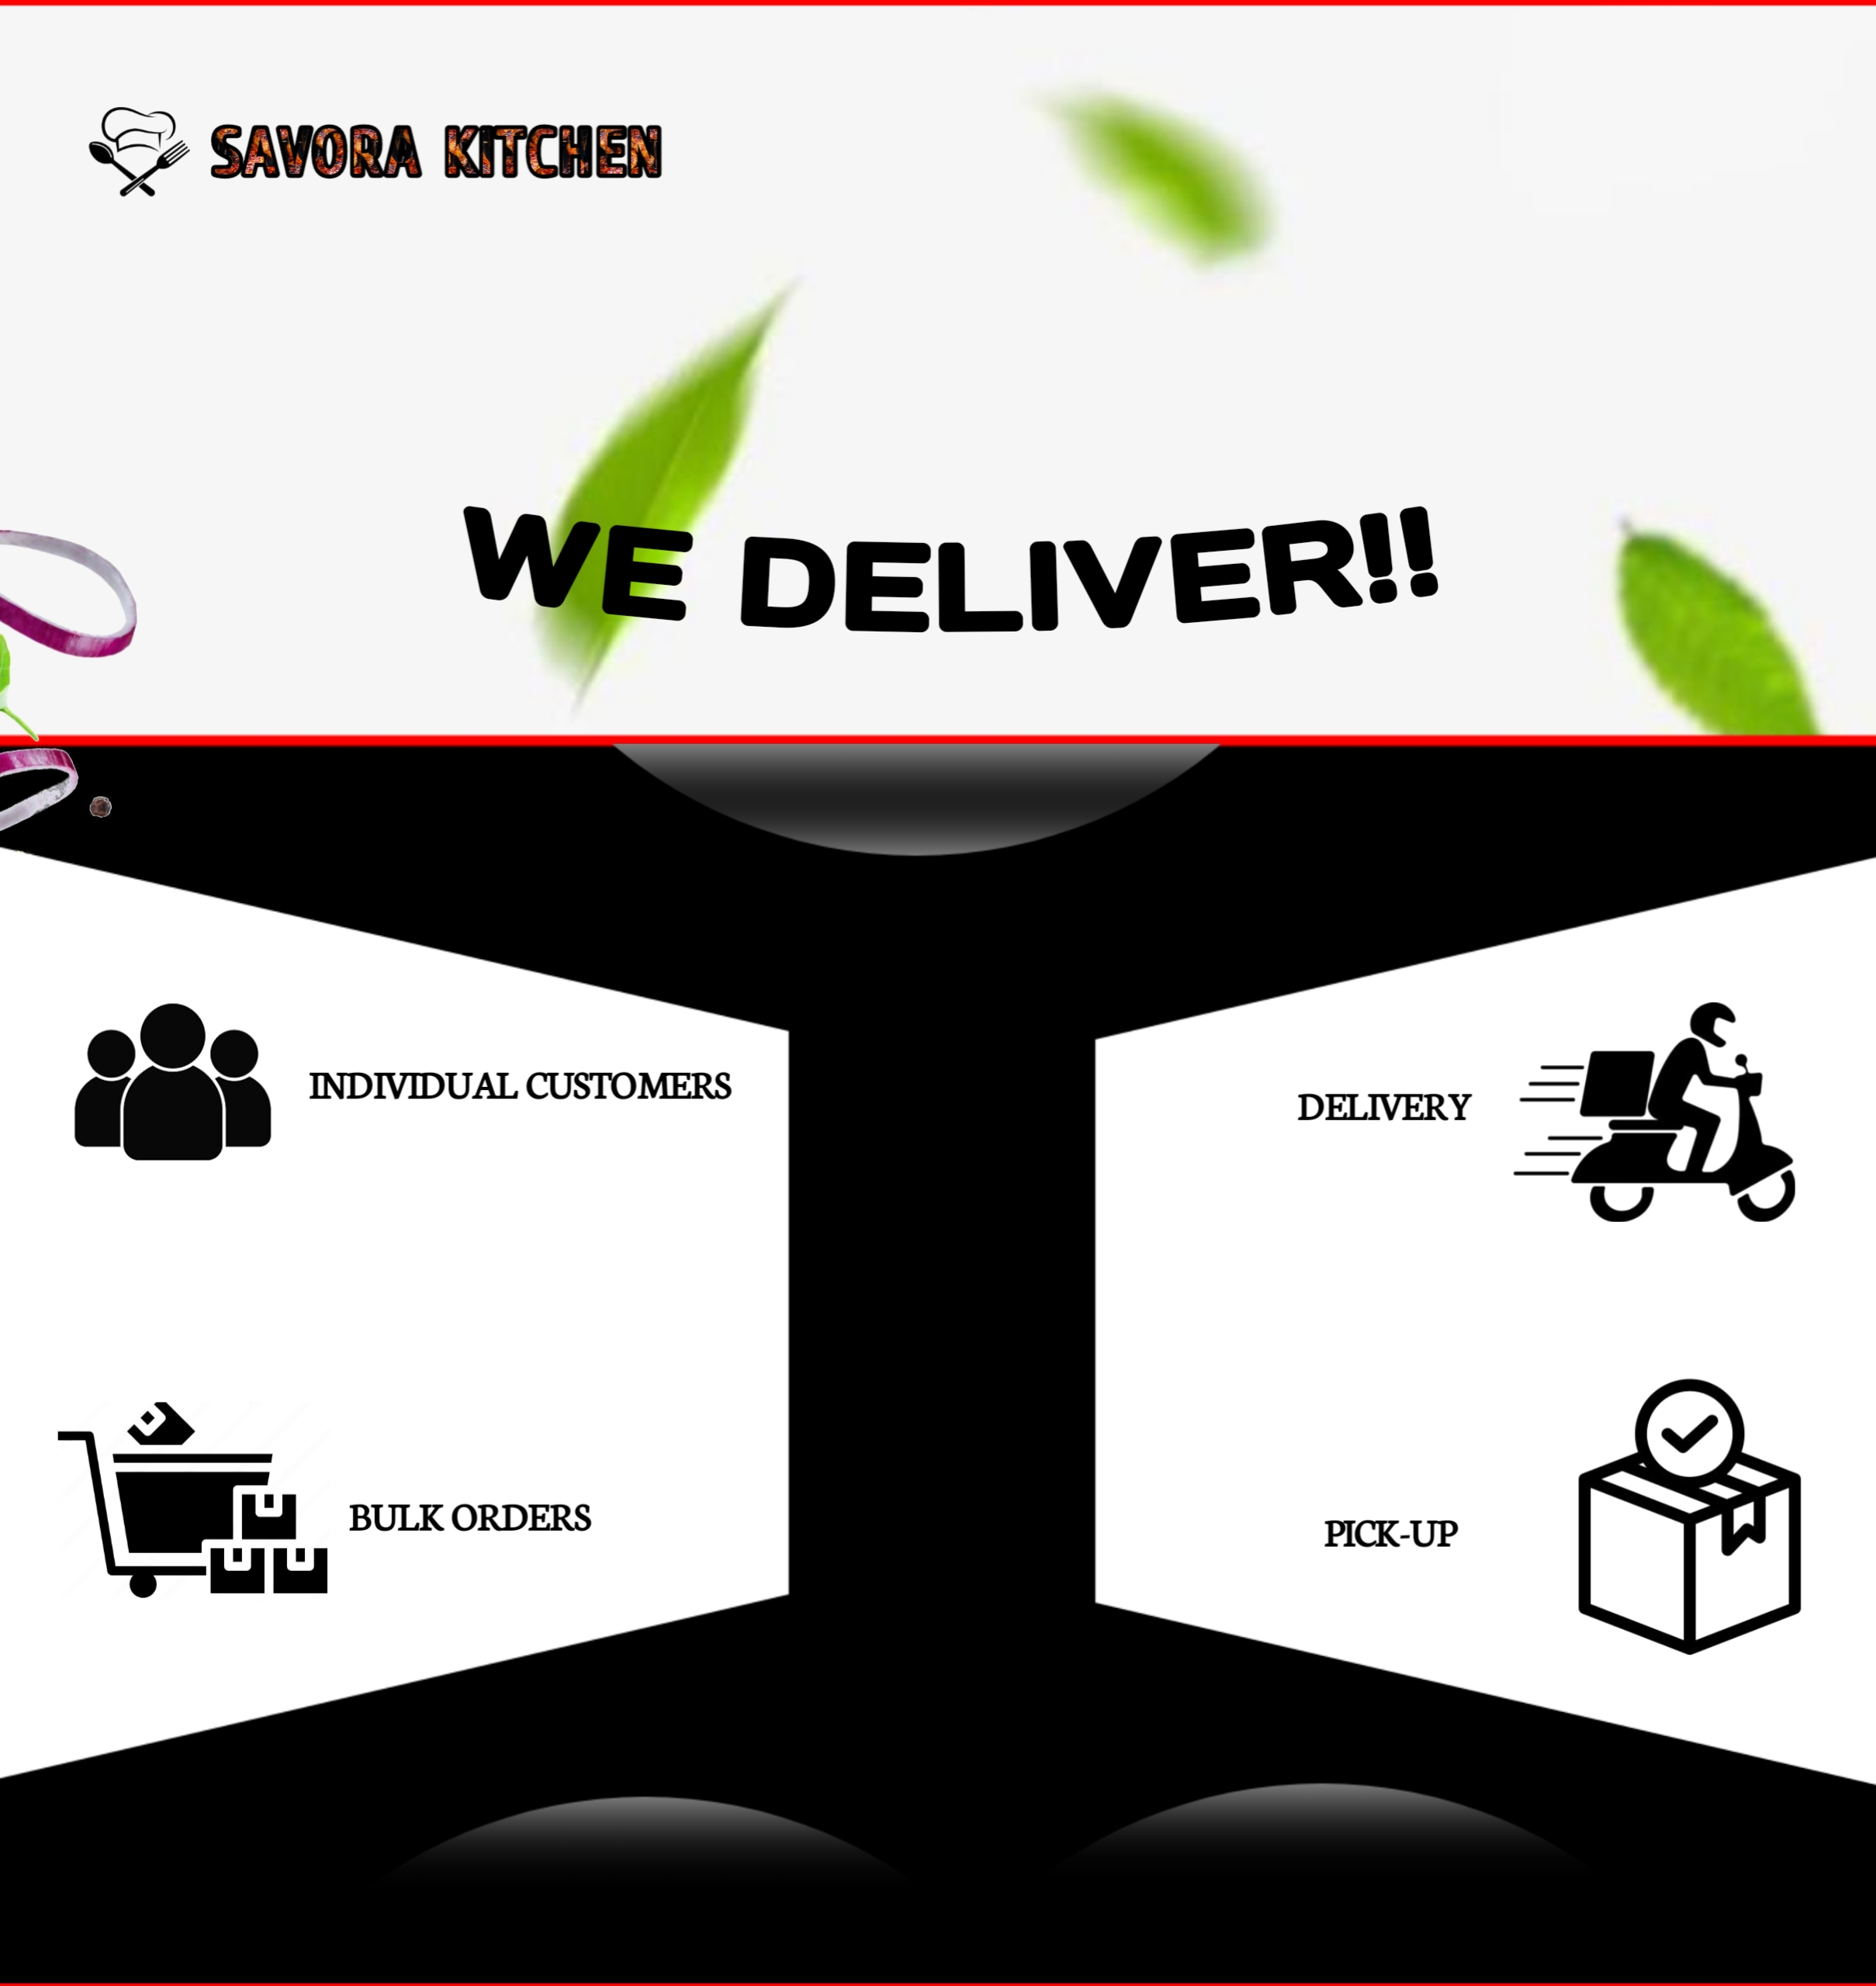 SAVORA KITCHEN
WE DELIVER!!
INDIVIDUAL CUSTOMERS
DELIVERY
BULK ORDERS
PICK-UP